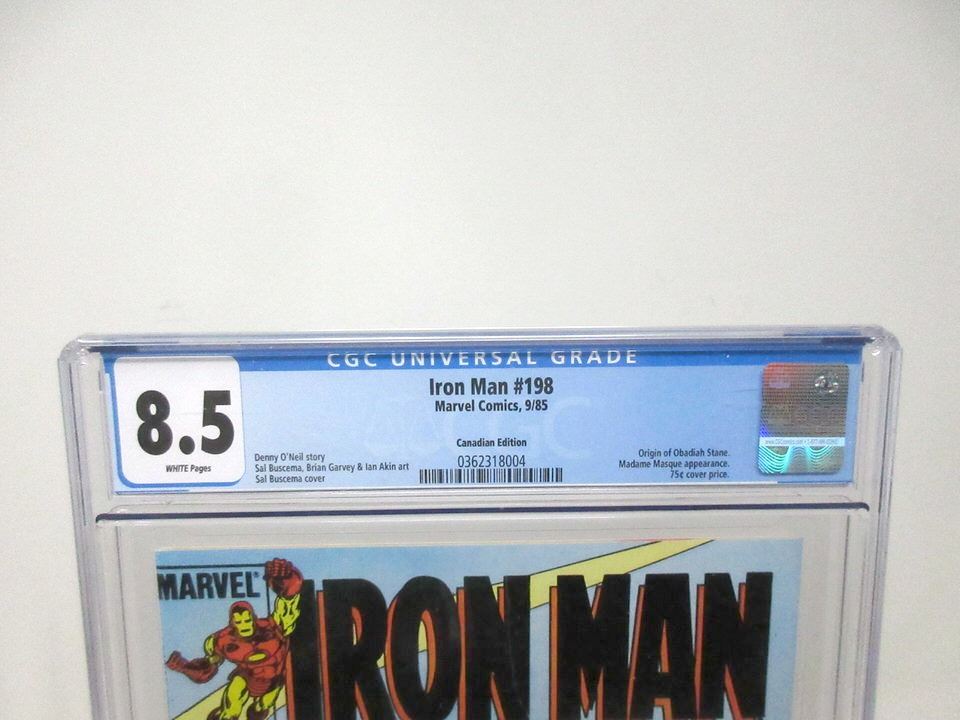 CGC UNIVERSAL GRADE
8.5
WHITE Pages
Iron Man #198
Marvel Comics, 9/85
Canadian Edition
0362318004
Denny O'Neil story
Sal Buscema, Brian Garvey & Ian Akin art
Sal Buscema cover
Origin of Obadiah Stane.
Madame Masque appearance.
75¢ cover price.
CGC
MARVEL
IRON MAN